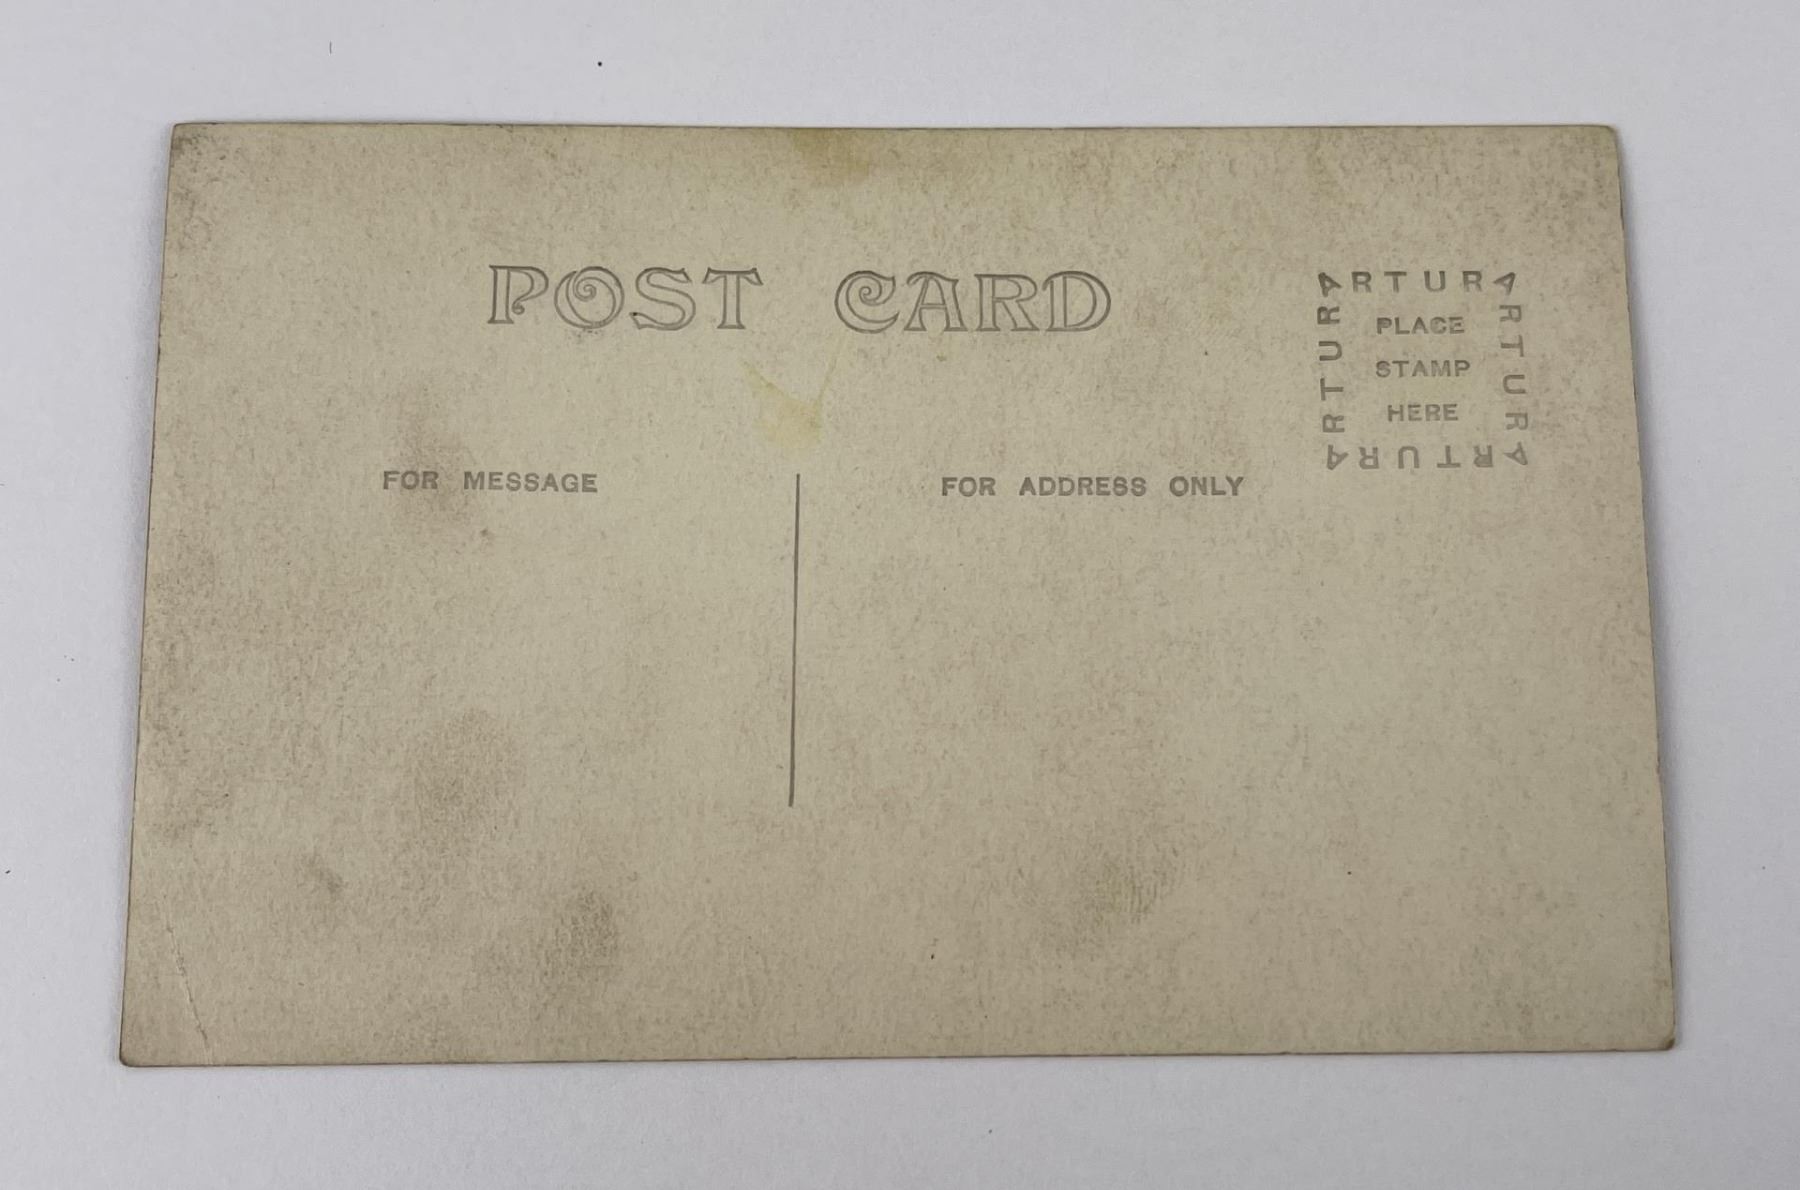 POST CARD
ARTURA
ARTURA
ARTURA
ARTURA
PLACE
STAMP
HERE
FOR MESSAGE
FOR ADDRESS ONLY